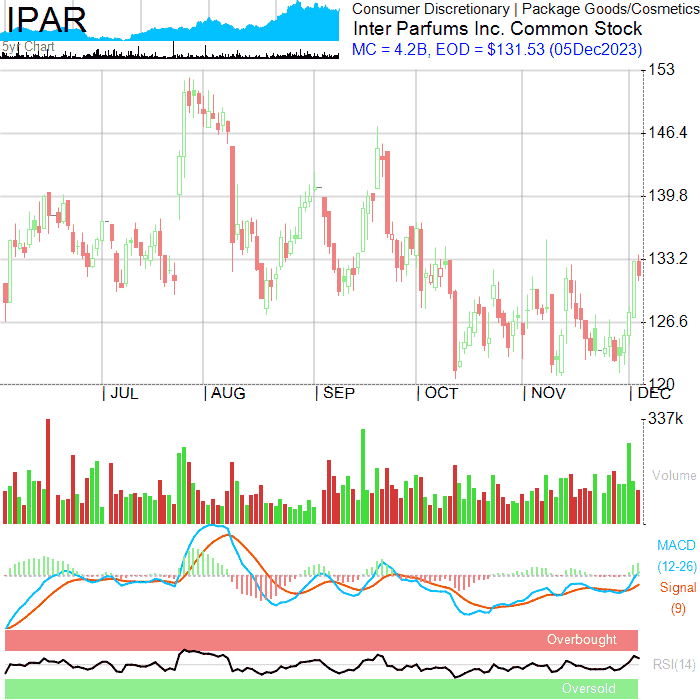 IPAR
5yr Chart
Consumer Discretionary | Package Goods/Cosmetics
Inter Parfums Inc. Common Stock
MC = 4.2B, EOD = $131.53 (05Dec2023)
153
146.4
139.8
133.2
126.6
120
| JUL | AUG | SEP | OCT | NOV | DEC
337k
Volume
MACD
(12-26)
Signal
(9)
Overbought
RSI(14)
Oversold